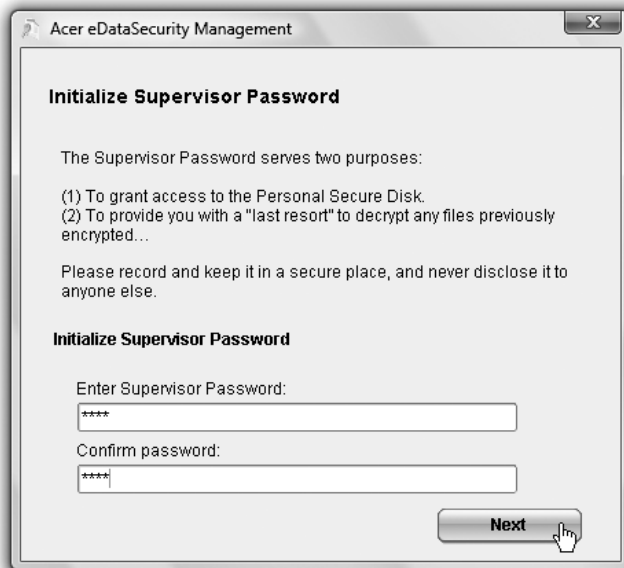 Acer eDataSecurity Management
Initialize Supervisor Password
The Supervisor Password serves two purposes:
(1) To grant access to the Personal Secure Disk.
(2) To provide you with a "last resort" to decrypt any files previously
encrypted...
Please record and keep it in a secure place, and never disclose it to
anyone else.
Initialize Supervisor Password
Enter Supervisor Password:
****
Confirm password:
****
Next